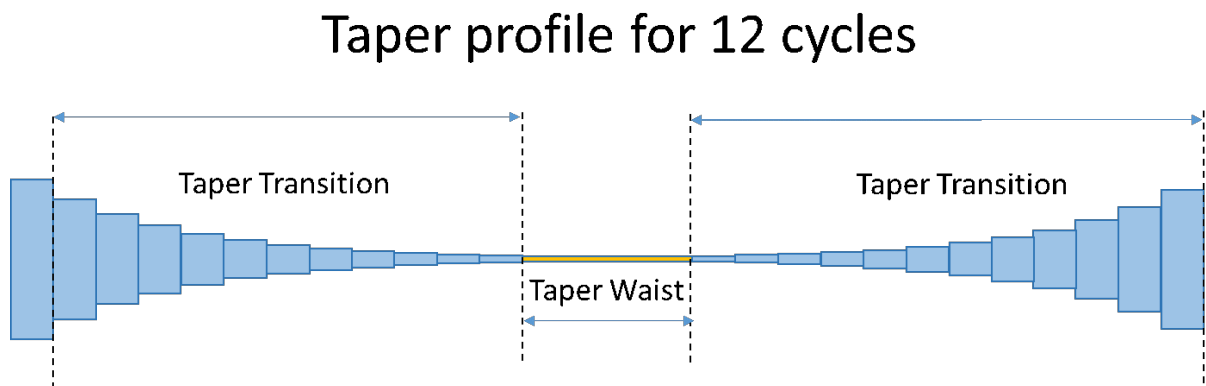 Taper profile for 12 cycles
Taper Transition
Taper Transition
Taper Waist